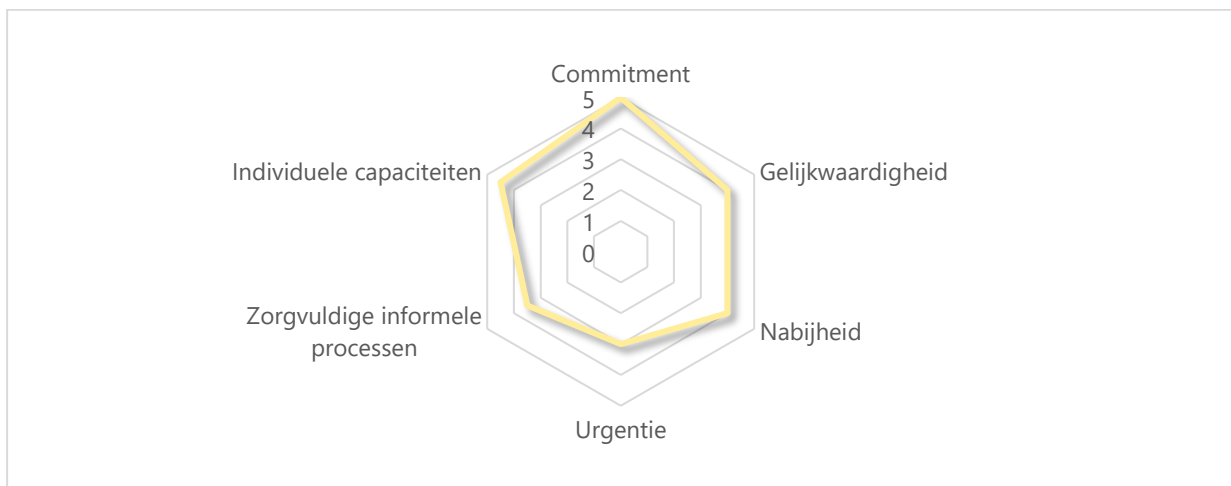 Commitment
5
4
3
2
1
0
Gelijkwaardigheid
Nabijheid
Urgentie
Zorgvuldige informele
processen
Individuele capaciteiten